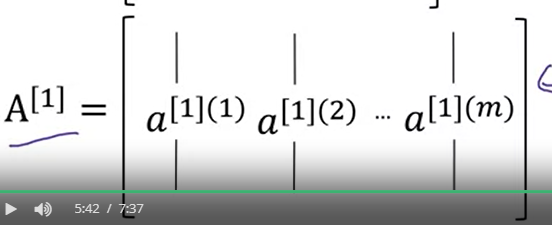 A[1] = a[1](1) a[1](2) ... a[1](m)
5:42 / 7:37